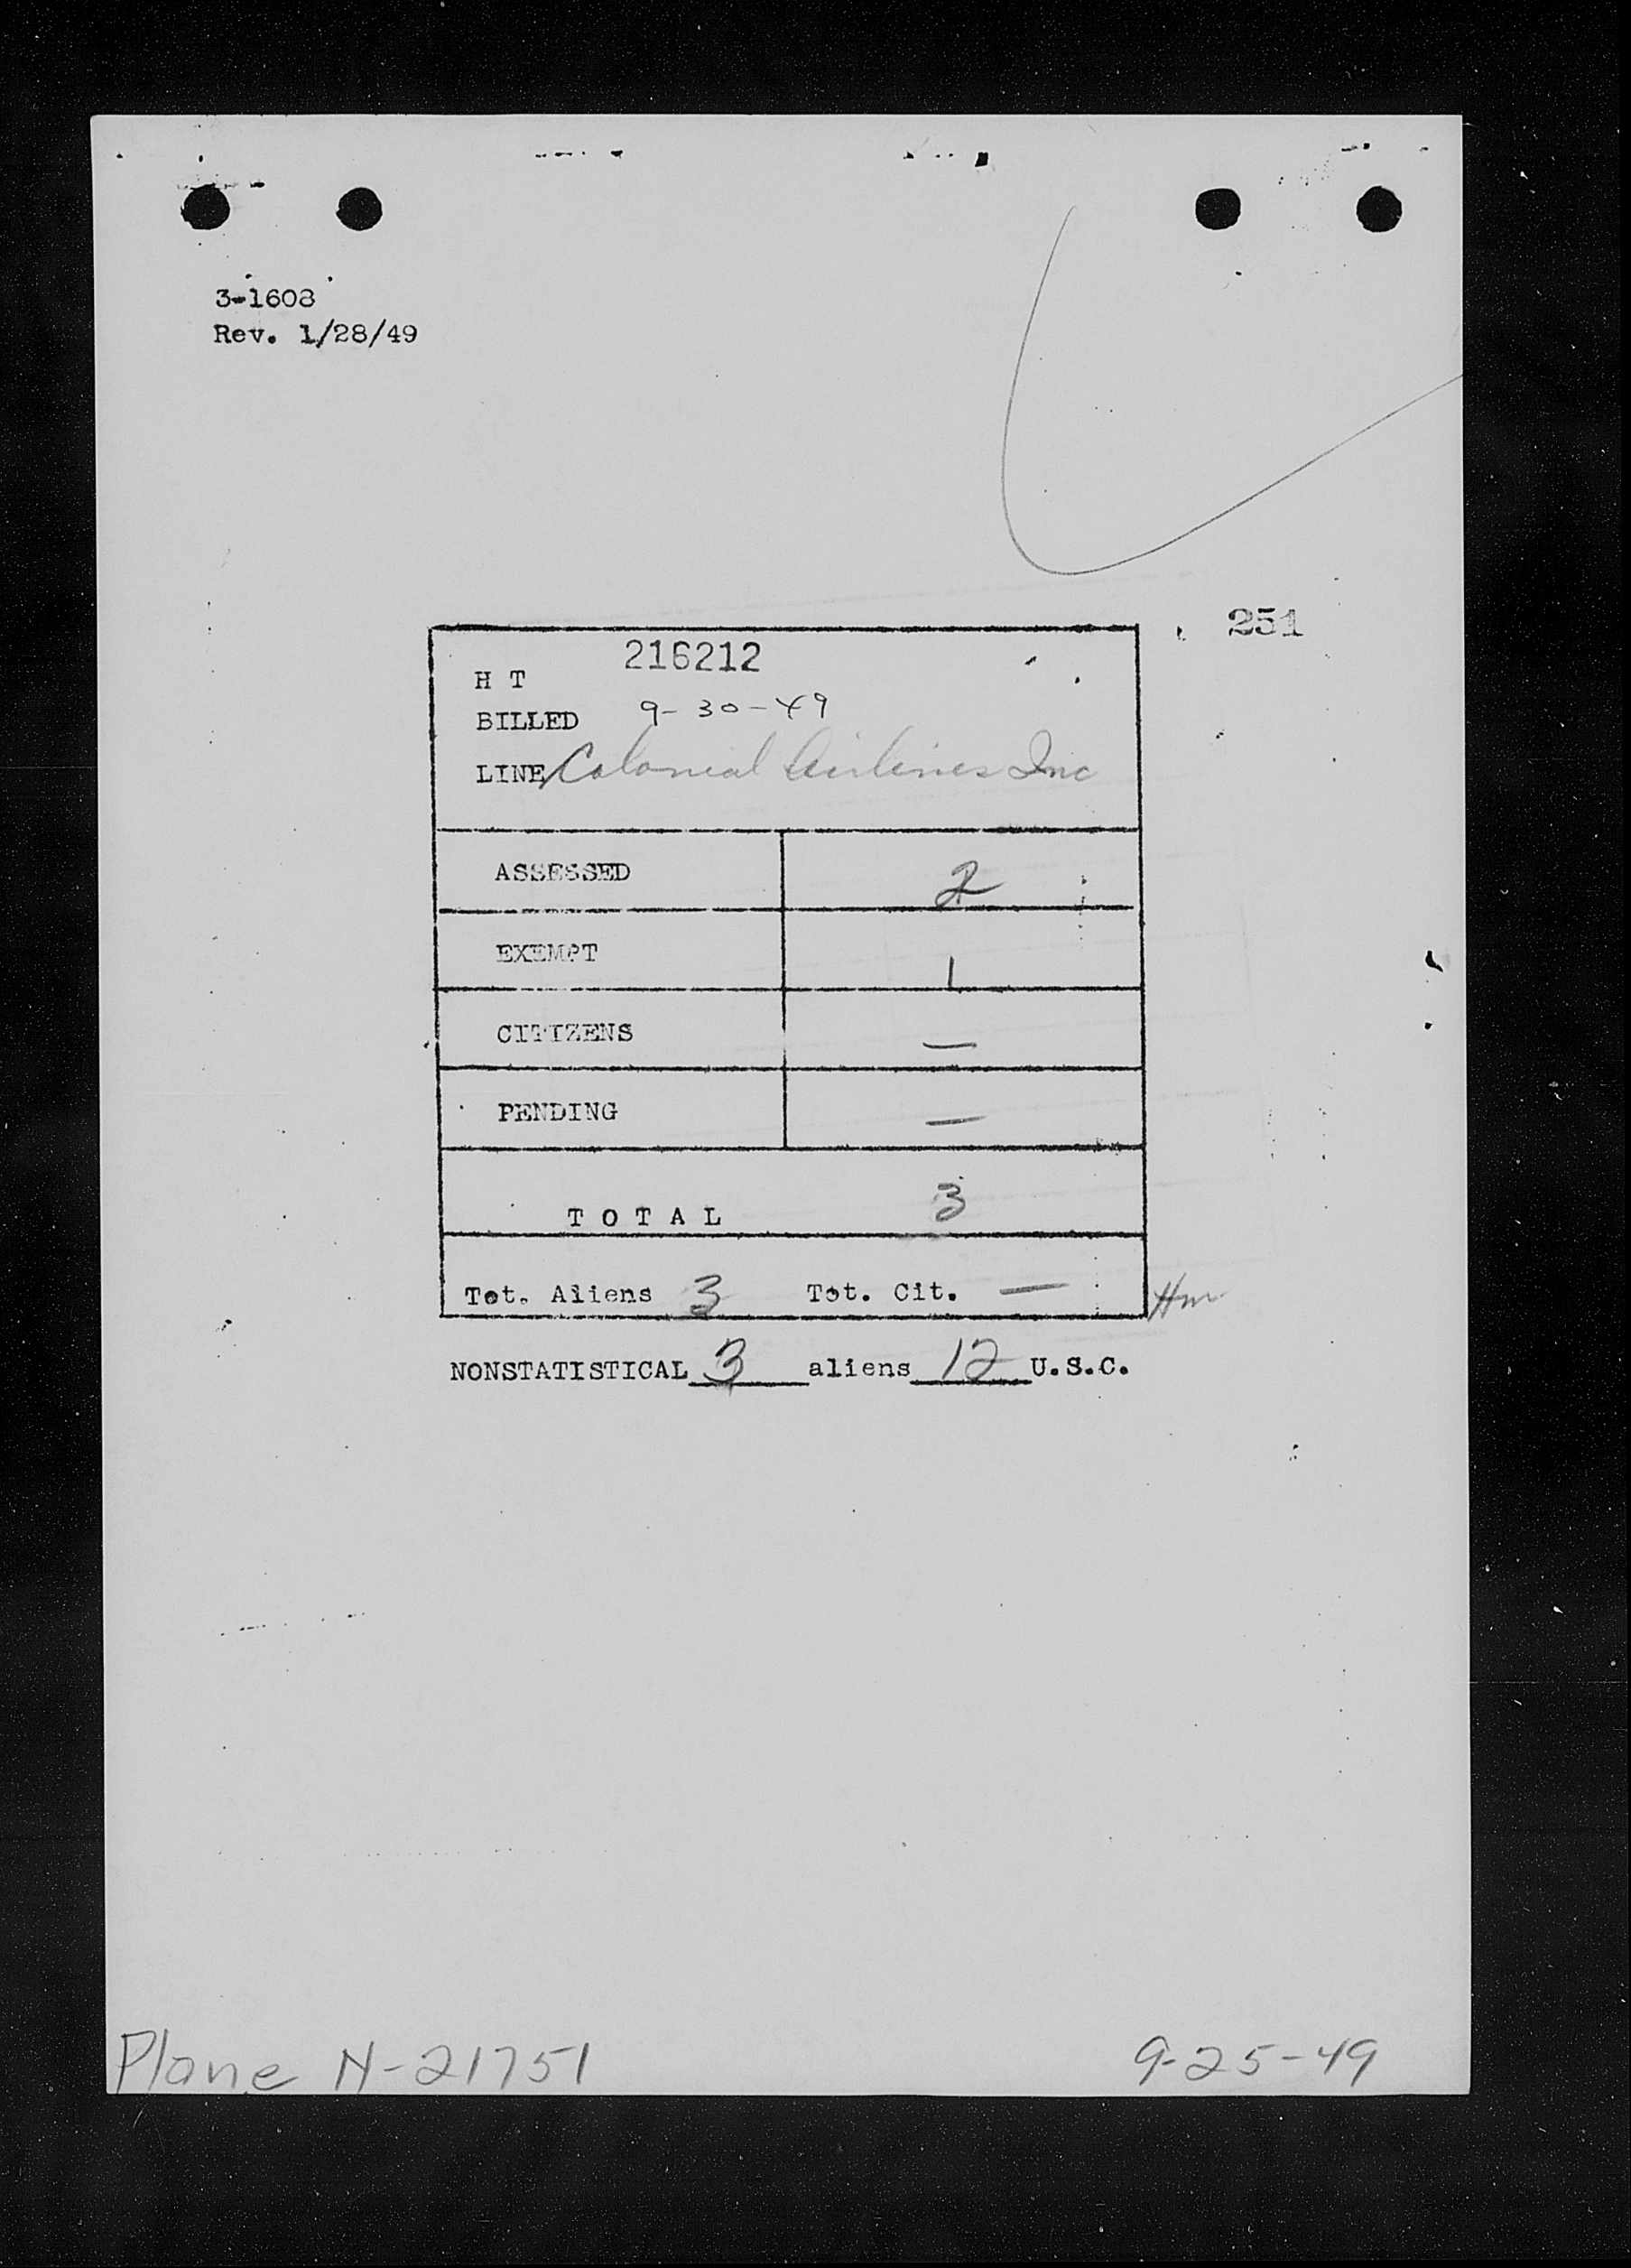 3-1608
Rev. 1/28/49
251
H T 216212
BILLED 9-30-49
LINE Colonial Airlines Inc
ASSESSED 2
EXEMPT 1
CITIZENS —
PENDING —
T O T A L 3
Tot. Aliens 3 Tot. Cit. —
NONSTATISTICAL 3 aliens 12 U.S.C.
Plane N-21751 9-25-49